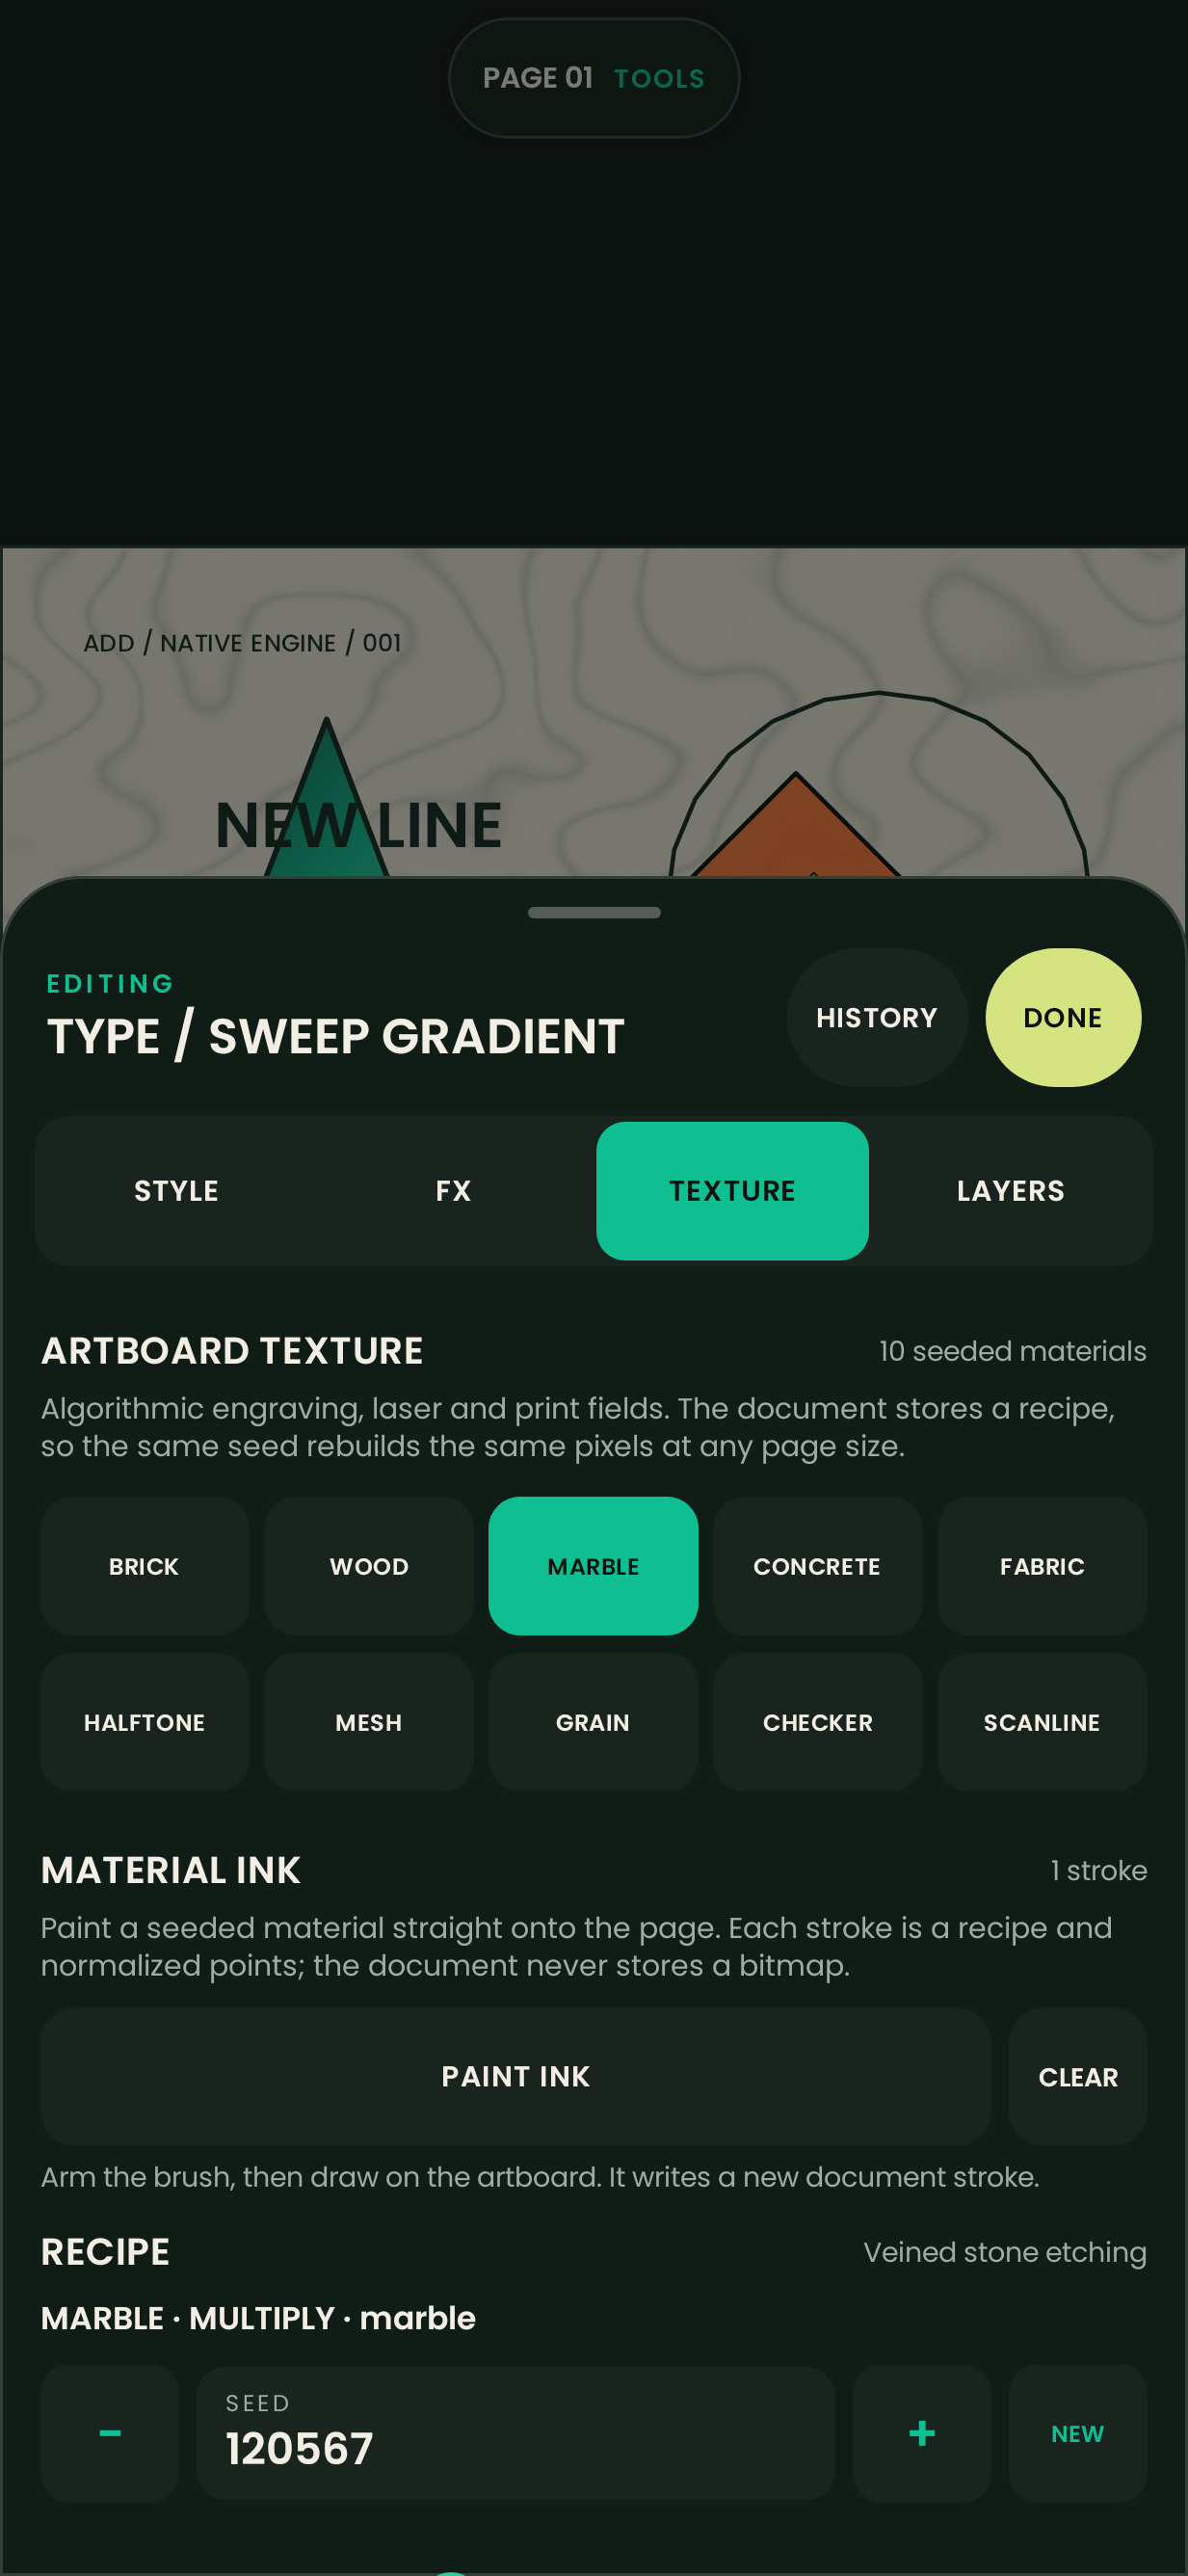 PAGE 01 TOOLS
ADD / NATIVE ENGINE / 001
NEW LINE
EDITING
TYPE / SWEEP GRADIENT
HISTORY
DONE
STYLE
FX
TEXTURE
LAYERS
ARTBOARD TEXTURE
10 seeded materials
Algorithmic engraving, laser and print fields. The document stores a recipe,
so the same seed rebuilds the same pixels at any page size.
BRICK
WOOD
MARBLE
CONCRETE
FABRIC
HALFTONE
MESH
GRAIN
CHECKER
SCANLINE
MATERIAL INK
1 stroke
Paint a seeded material straight onto the page. Each stroke is a recipe and
normalized points; the document never stores a bitmap.
PAINT INK
CLEAR
Arm the brush, then draw on the artboard. It writes a new document stroke.
RECIPE
Veined stone etching
MARBLE · MULTIPLY · marble
−
SEED
120567
+
NEW